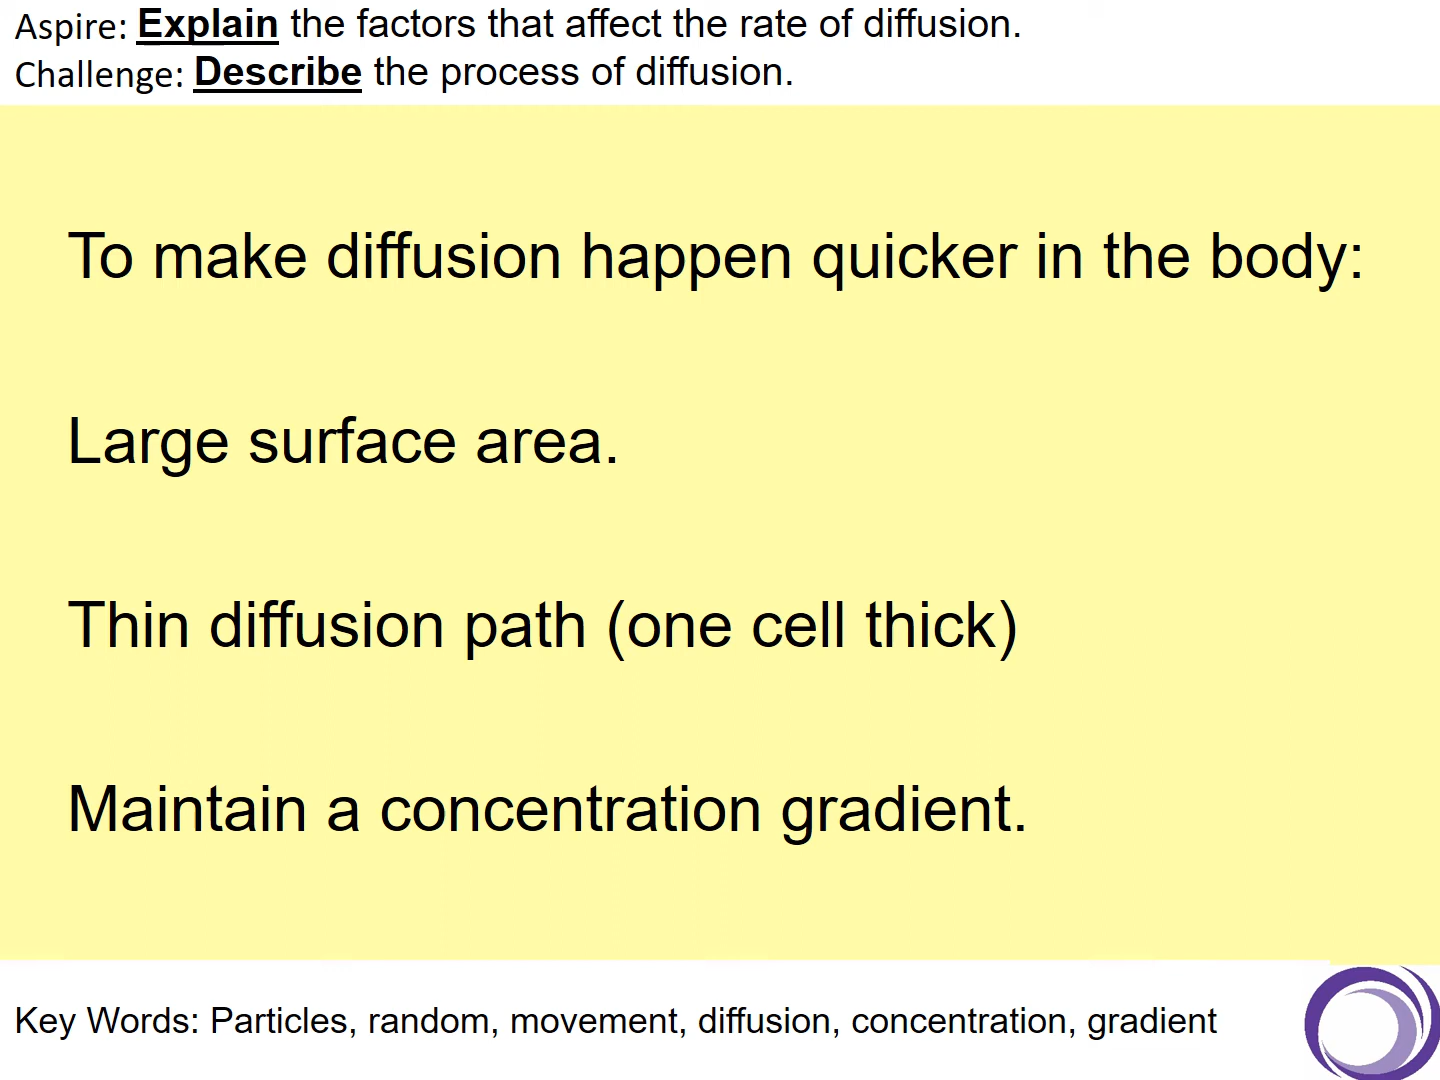 Aspire: Explain the factors that affect the rate of diffusion.
Challenge: Describe the process of diffusion.
To make diffusion happen quicker in the body:
Large surface area.
Thin diffusion path (one cell thick)
Maintain a concentration gradient.
Key Words: Particles, random, movement, diffusion, concentration, gradient